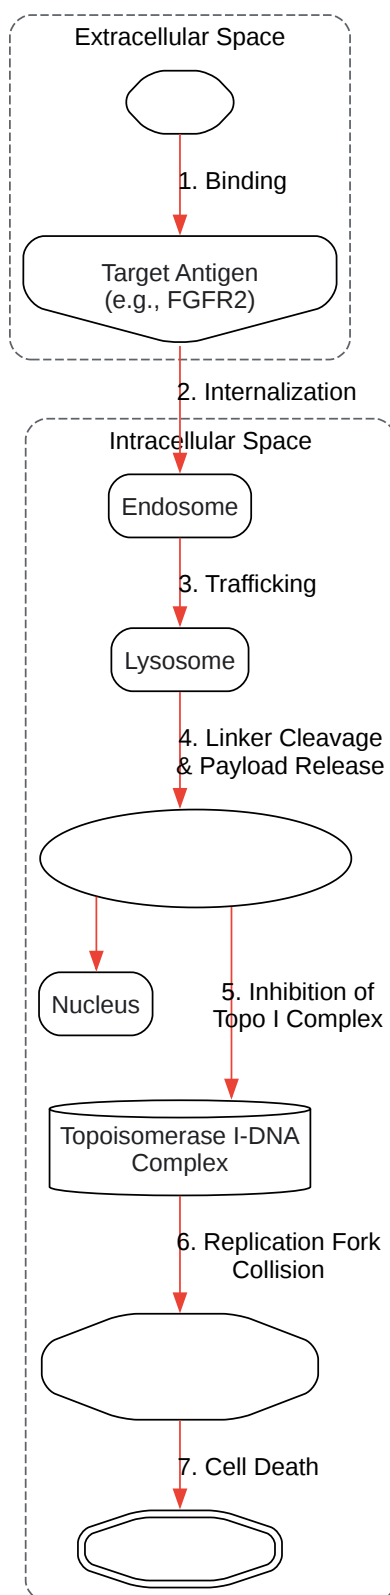 Extracellular Space
1. Binding
Target Antigen
(e.g., FGFR2)
2. Internalization
Intracellular Space
Endosome
3. Trafficking
Lysosome
4. Linker Cleavage
& Payload Release
Nucleus
5. Inhibition of
Topo I Complex
Topoisomerase I-DNA
Complex
6. Replication Fork
Collision
7. Cell Death